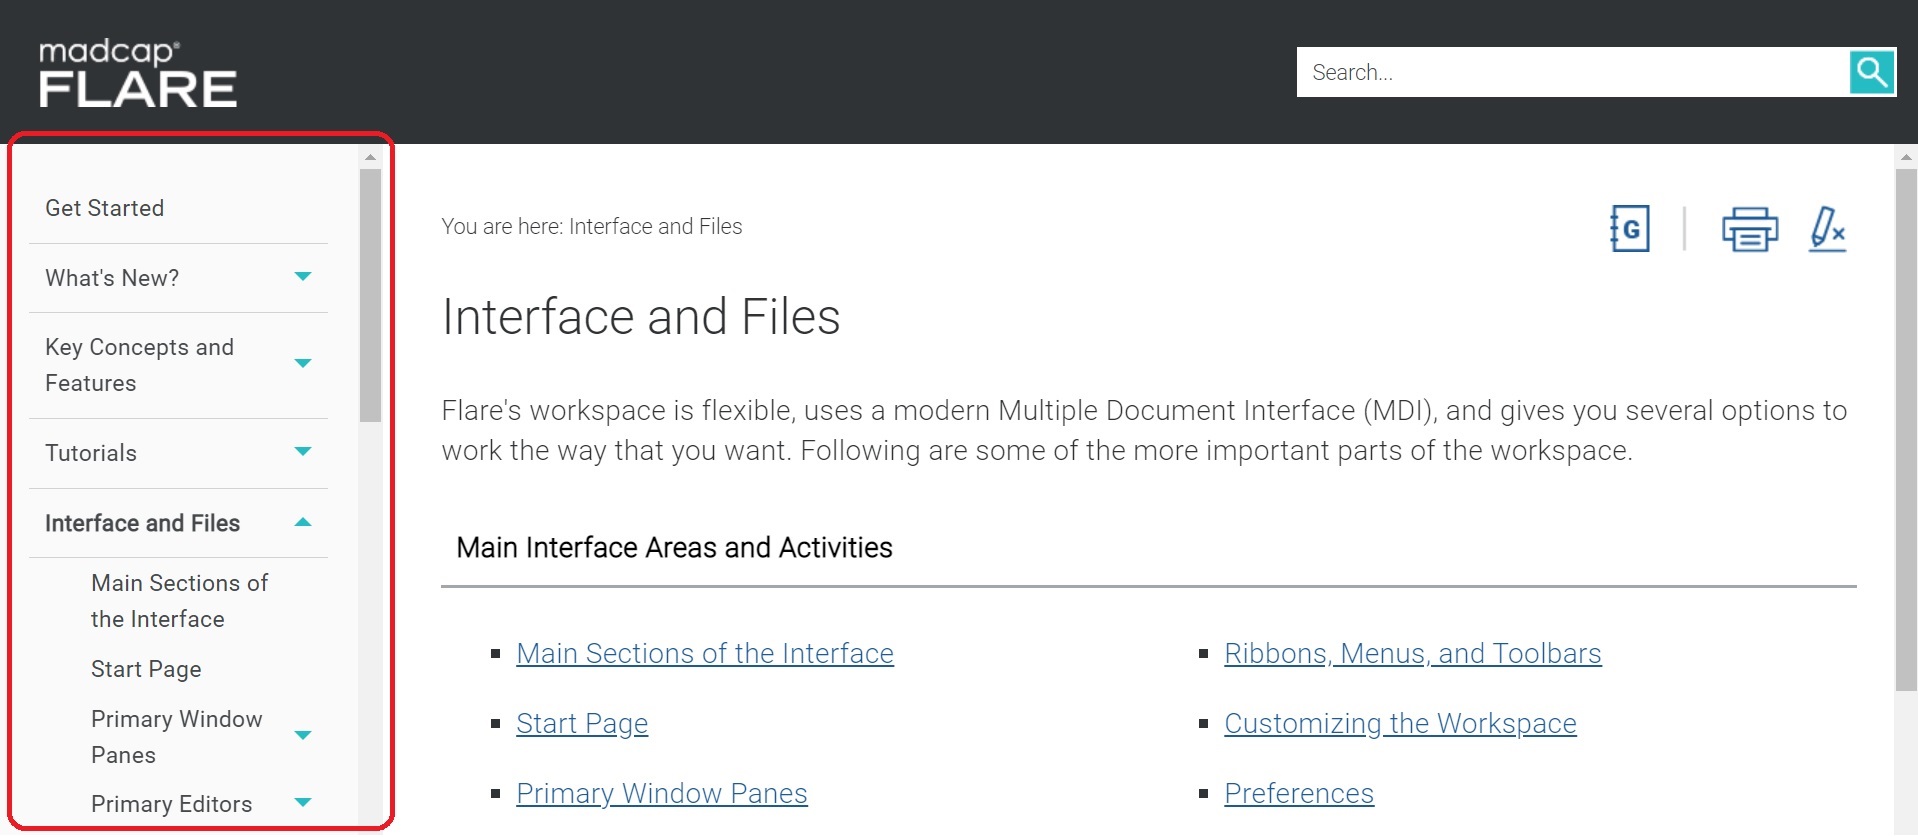 madcap®
FLARE
Search...
Get Started
What's New?
Key Concepts and
Features
Tutorials
Interface and Files
Main Sections of
the Interface
Start Page
Primary Window
Panes
Primary Editors
You are here: Interface and Files
G
Interface and Files
Flare's workspace is flexible, uses a modern Multiple Document Interface (MDI), and gives you several options to
work the way that you want. Following are some of the more important parts of the workspace.
Main Interface Areas and Activities
Main Sections of the Interface
Start Page
Primary Window Panes
Ribbons, Menus, and Toolbars
Customizing the Workspace
Preferences